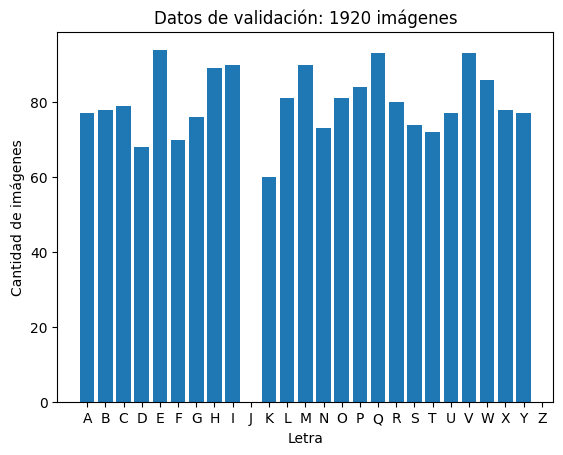 Datos de validación: 1920 imágenes
Cantidad de imágenes
80
60
40
20
0
A B C D E F G H I J K L M N O P Q R S T U V W X Y Z
Letra